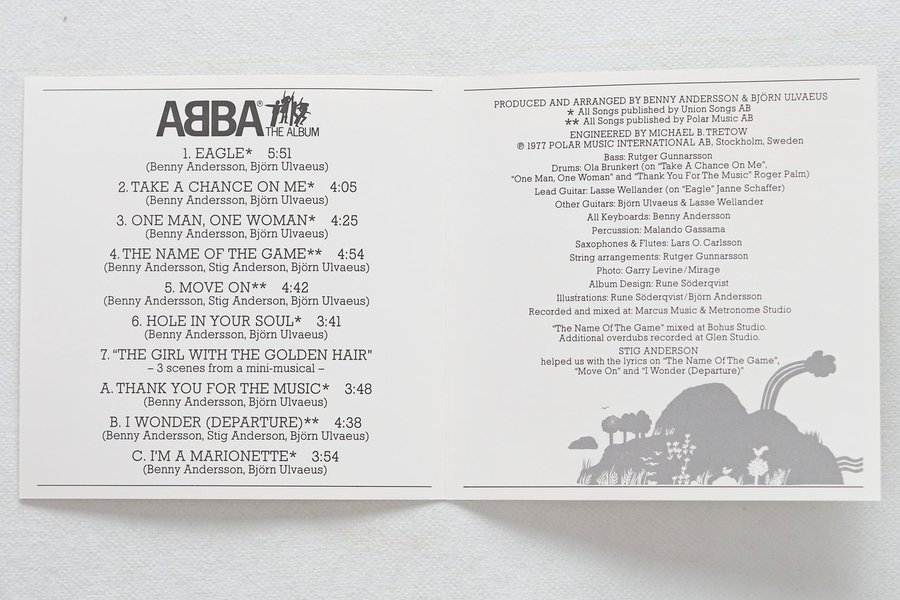 ABBA®
THE ALBUM
1. EAGLE* 5:51
(Benny Andersson, Björn Ulvaeus)
2. TAKE A CHANCE ON ME* 4:05
(Benny Andersson, Björn Ulvaeus)
3. ONE MAN, ONE WOMAN* 4:25
(Benny Andersson, Björn Ulvaeus)
4. THE NAME OF THE GAME** 4:54
(Benny Andersson, Stig Anderson, Björn Ulvaeus)
5. MOVE ON** 4:42
(Benny Andersson, Stig Anderson, Björn Ulvaeus)
6. HOLE IN YOUR SOUL* 3:41
(Benny Andersson, Björn Ulvaeus)
7. “THE GIRL WITH THE GOLDEN HAIR”
– 3 scenes from a mini-musical –
A. THANK YOU FOR THE MUSIC* 3:48
(Benny Andersson, Björn Ulvaeus)
B. I WONDER (DEPARTURE)** 4:38
(Benny Andersson, Stig Anderson, Björn Ulvaeus)
C. I'M A MARIONETTE* 3:54
(Benny Andersson, Björn Ulvaeus)
PRODUCED AND ARRANGED BY BENNY ANDERSSON & BJÖRN ULVAEUS
* All Songs published by Union Songs AB
** All Songs published by Polar Music AB
ENGINEERED BY MICHAEL B. TRETOW
℗ 1977 POLAR MUSIC INTERNATIONAL AB, Stockholm, Sweden
Bass: Rutger Gunnarsson
Drums: Ola Brunkert (on “Take A Chance On Me”,
“One Man, One Woman” and “Thank You For The Music” Roger Palm)
Lead Guitar: Lasse Wellander (on “Eagle” Janne Schaffer)
Other Guitars: Björn Ulvaeus & Lasse Wellander
All Keyboards: Benny Andersson
Percussion: Malando Gassama
Saxophones & Flutes: Lars O. Carlsson
String arrangements: Rutger Gunnarsson
Photo: Garry Levine/Mirage
Album Design: Rune Söderqvist
Illustrations: Rune Söderqvist/Björn Andersson
Recorded and mixed at: Marcus Music & Metronome Studio
“The Name Of The Game” mixed at Bohus Studio.
Additional overdubs recorded at Glen Studio.
STIG ANDERSON
helped us with the lyrics on “The Name Of The Game”,
“Move On” and “I Wonder (Departure)”